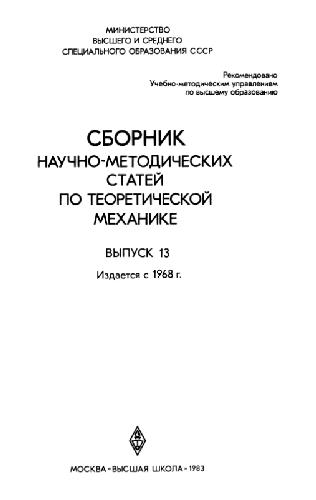 МИНИСТЕРСТВО
ВЫСШЕГО И СРЕДНЕГО
СПЕЦИАЛЬНОГО ОБРАЗОВАНИЯ СССР
Рекомендовано
Учебно-методическим управлением
по высшему образованию
СБОРНИК
НАУЧНО-МЕТОДИЧЕСКИХ
СТАТЕЙ
ПО ТЕОРЕТИЧЕСКОЙ
МЕХАНИКЕ
ВЫПУСК 13
Издается с 1968 г.
МОСКВА-ВЫСШАЯ ШКОЛА-1983